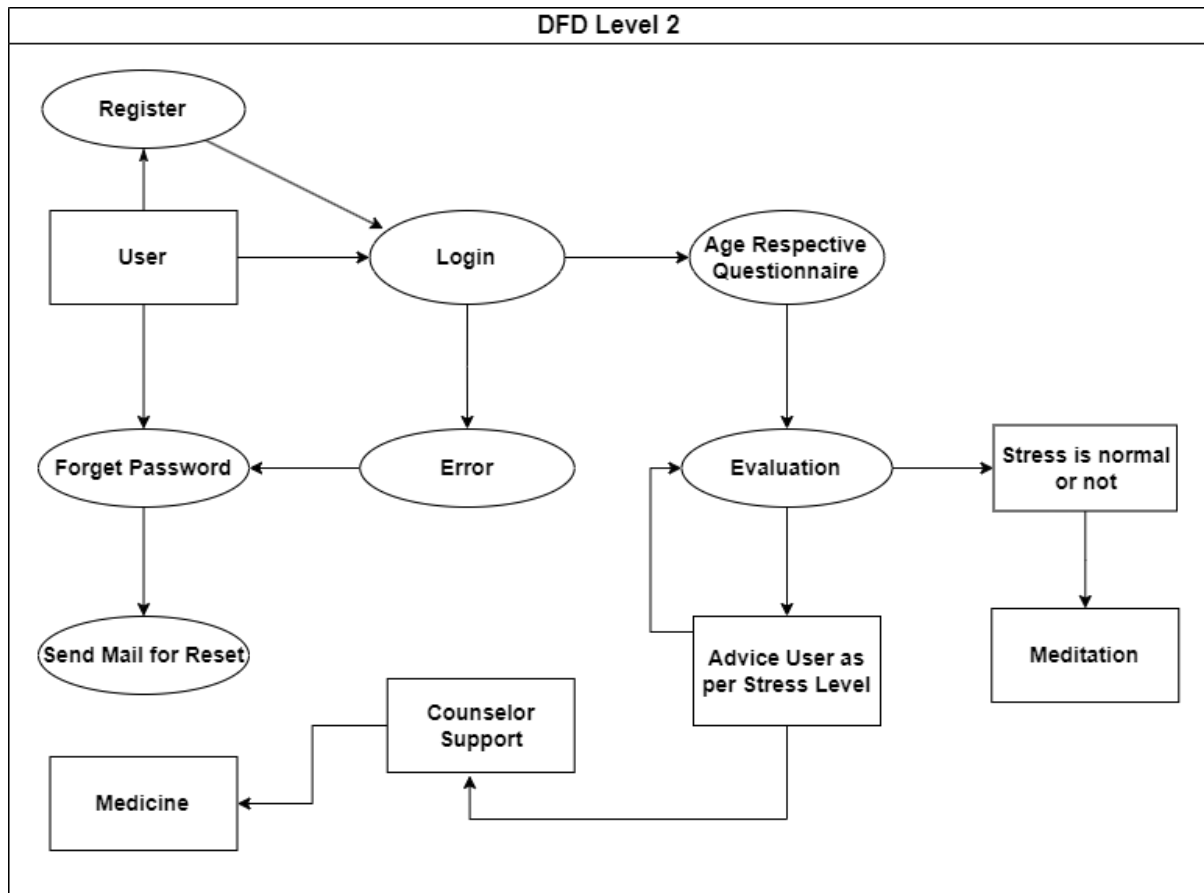 DFD Level 2
Register
User
Login
Age Respective
Questionnaire
Forget Password
Error
Evaluation
Stress is normal
or not
Send Mail for Reset
Advice User as
per Stress Level
Meditation
Counselor
Support
Medicine